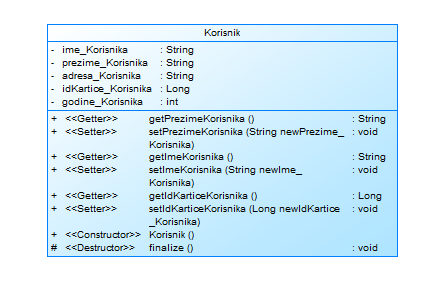 Korisnik
- ime_Korisnika : String
- prezime_Korisnika : String
- adresa_Korisnika : String
- idKartice_Korisnika : Long
- godine_Korisnika : int
+ <<Getter>> getPrezimeKorisnika () : String
+ <<Setter>> setPrezimeKorisnika (String newPrezime_ : void
Korisnika)
+ <<Getter>> getImeKorisnika () : String
+ <<Setter>> setImeKorisnika (String newIme_ : void
Korisnika)
+ <<Getter>> getIdKarticeKorisnika () : Long
+ <<Setter>> setIdKarticeKorisnika (Long newIdKartice : void
_Korisnika)
+ <<Constructor>> Korisnik ()
# <<Destructor>> finalize () : void